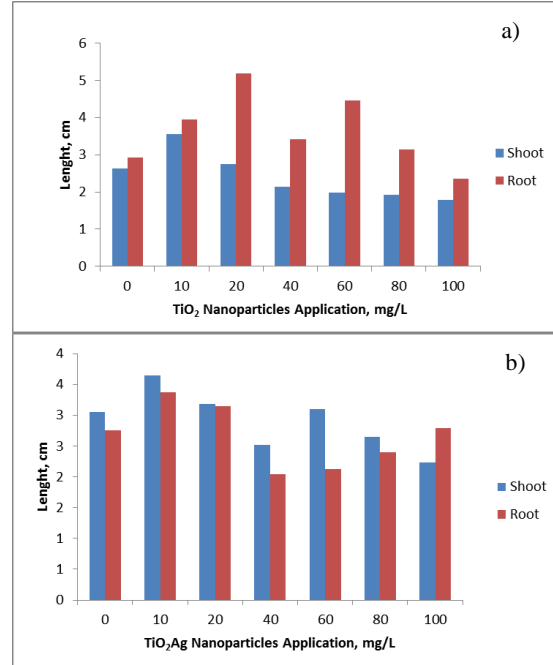 a)
6
5
4
3
2
1
0
Lenght, cm
Shoot
Root
0 10 20 40 60 80 100
TiO₂ Nanoparticles Application, mg/L
b)
4
4
3
3
2
2
1
1
0
Lenght, cm
Shoot
Root
0 10 20 40 60 80 100
TiO₂Ag Nanoparticles Application, mg/L